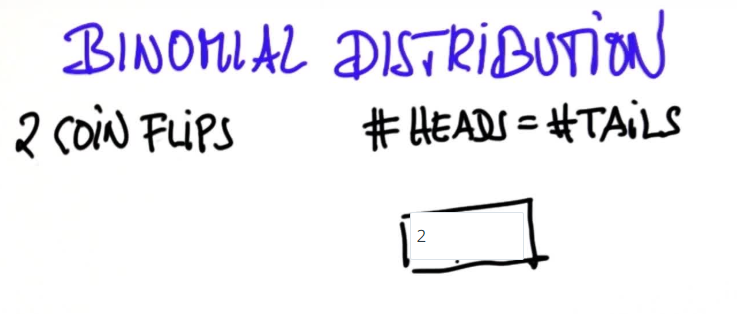 BINOMIAL DISTRIBUTION
2 COIN FLIPS #HEADS = #TAILS
2